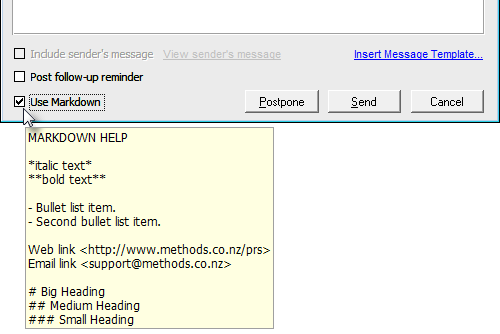 Include sender's message View sender's message Insert Message Template...
Post follow-up reminder
Use Markdown Postpone Send Cancel
MARKDOWN HELP
*italic text*
**bold text**
- Bullet list item.
- Second bullet list item.
Web link <http://www.methods.co.nz/prs>
Email link <support@methods.co.nz>
# Big Heading
## Medium Heading
### Small Heading